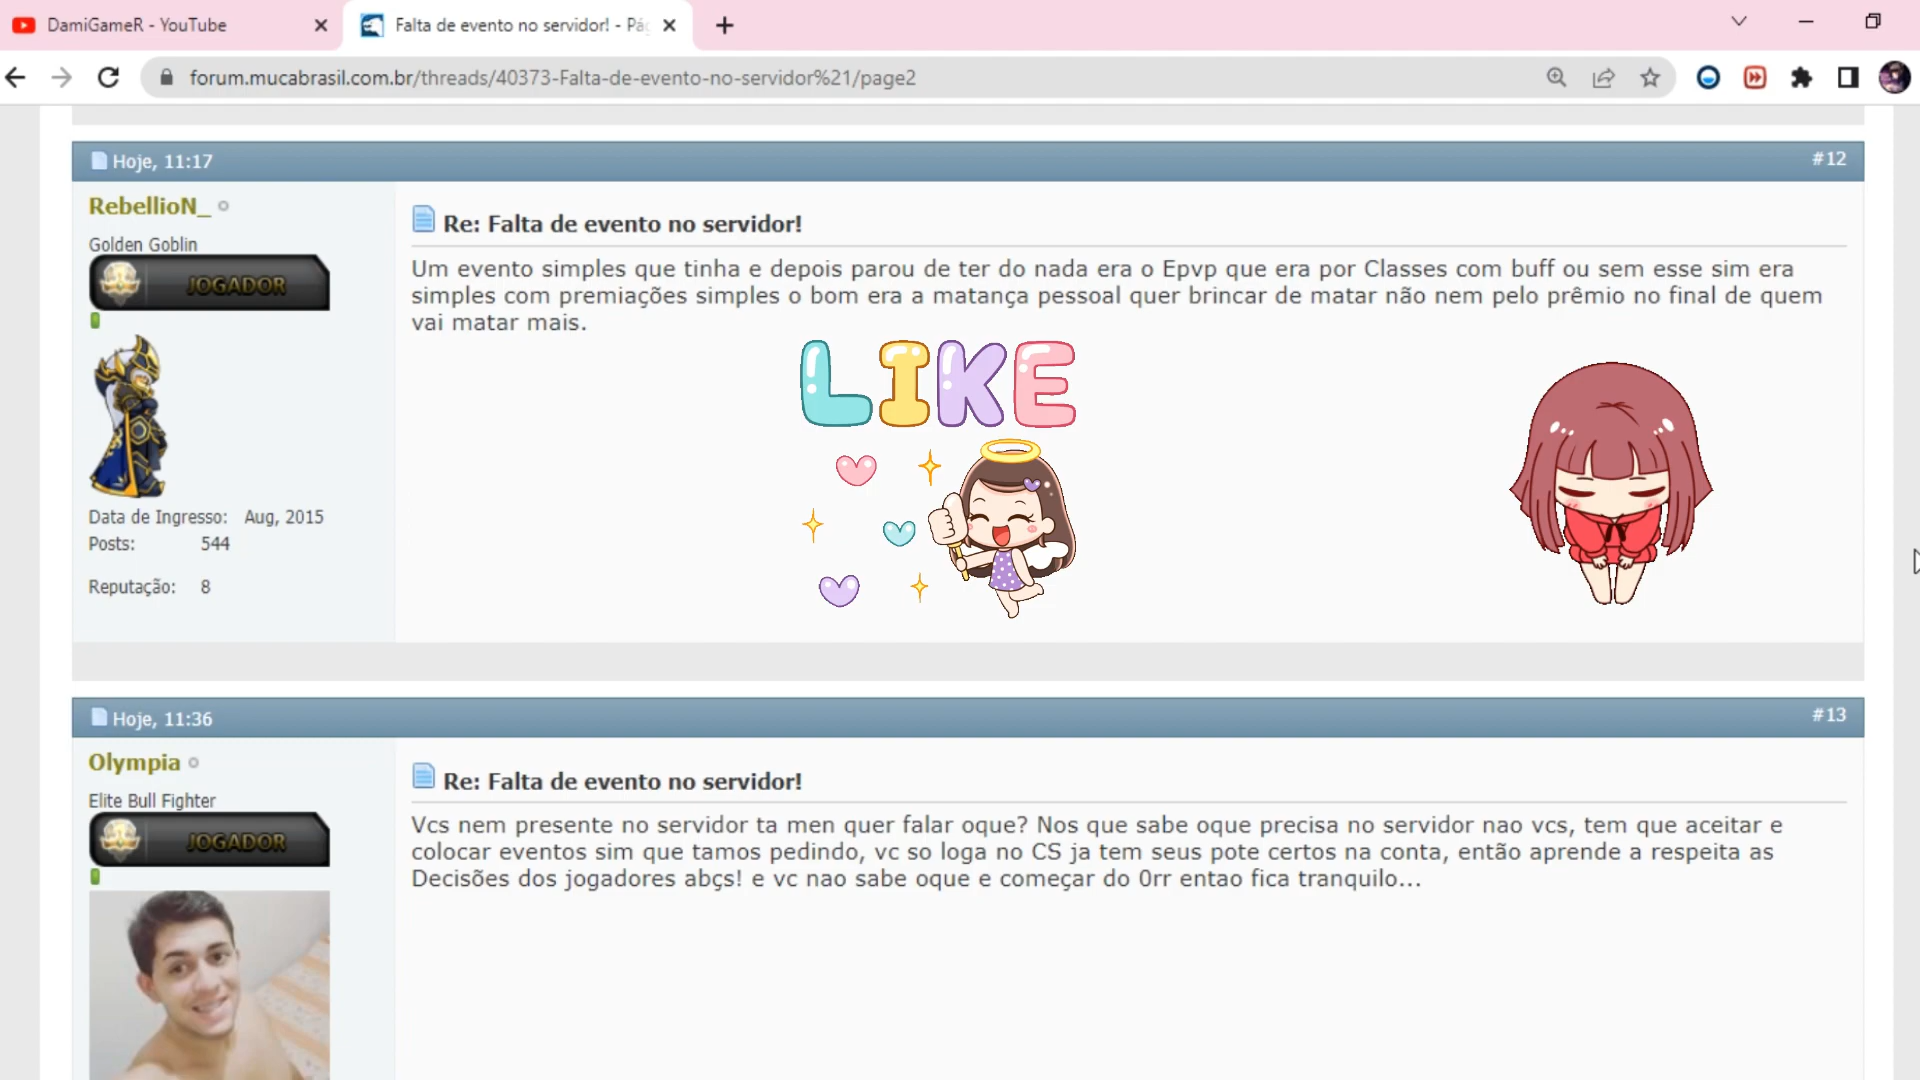 DamiGameR - YouTube
Falta de evento no servidor! - Pá
forum.mucabrasil.com.br/threads/40373-Falta-de-evento-no-servidor%21/page2
Hoje, 11:17
#12
RebellioN_
Golden Goblin
JOGADOR
Data de Ingresso: Aug, 2015
Posts: 544
Reputação: 8
Re: Falta de evento no servidor!
Um evento simples que tinha e depois parou de ter do nada era o Epvp que era por Classes com buff ou sem esse sim era
simples com premiações simples o bom era a matança pessoal quer brincar de matar não nem pelo prêmio no final de quem
vai matar mais.
LIKE
Hoje, 11:36
#13
Olympia
Elite Bull Fighter
JOGADOR
Re: Falta de evento no servidor!
Vcs nem presente no servidor ta men quer falar oque? Nos que sabe oque precisa no servidor nao vcs, tem que aceitar e
colocar eventos sim que tamos pedindo, vc so loga no CS ja tem seus pote certos na conta, então aprende a respeita as
Decisões dos jogadores abçs! e vc nao sabe oque e começar do 0rr entao fica tranquilo...